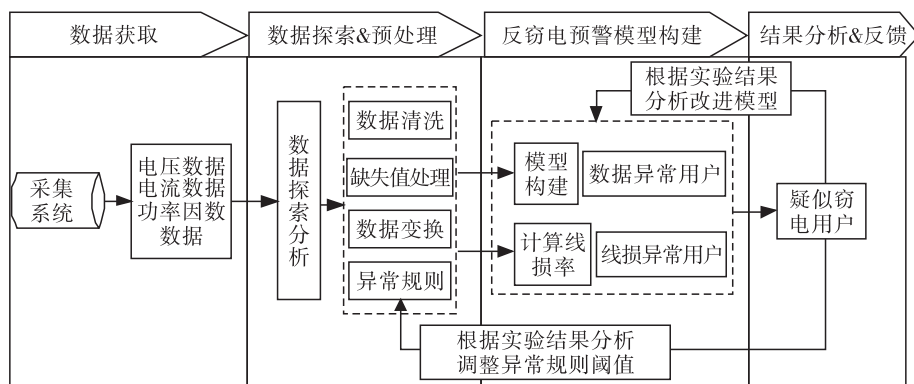 数据获取
数据探索&预处理
反窃电预警模型构建
结果分析&反馈
采集
系统
电压数据
电流数据
功率因数
数据
数
据
探
索
分
析
数据清洗
缺失值处理
数据变换
异常规则
根据实验结果
分析改进模型
模型
构建
数据异常用户
计算线
损率
线损异常用户
疑似窃
电用户
根据实验结果分析
调整异常规则阈值